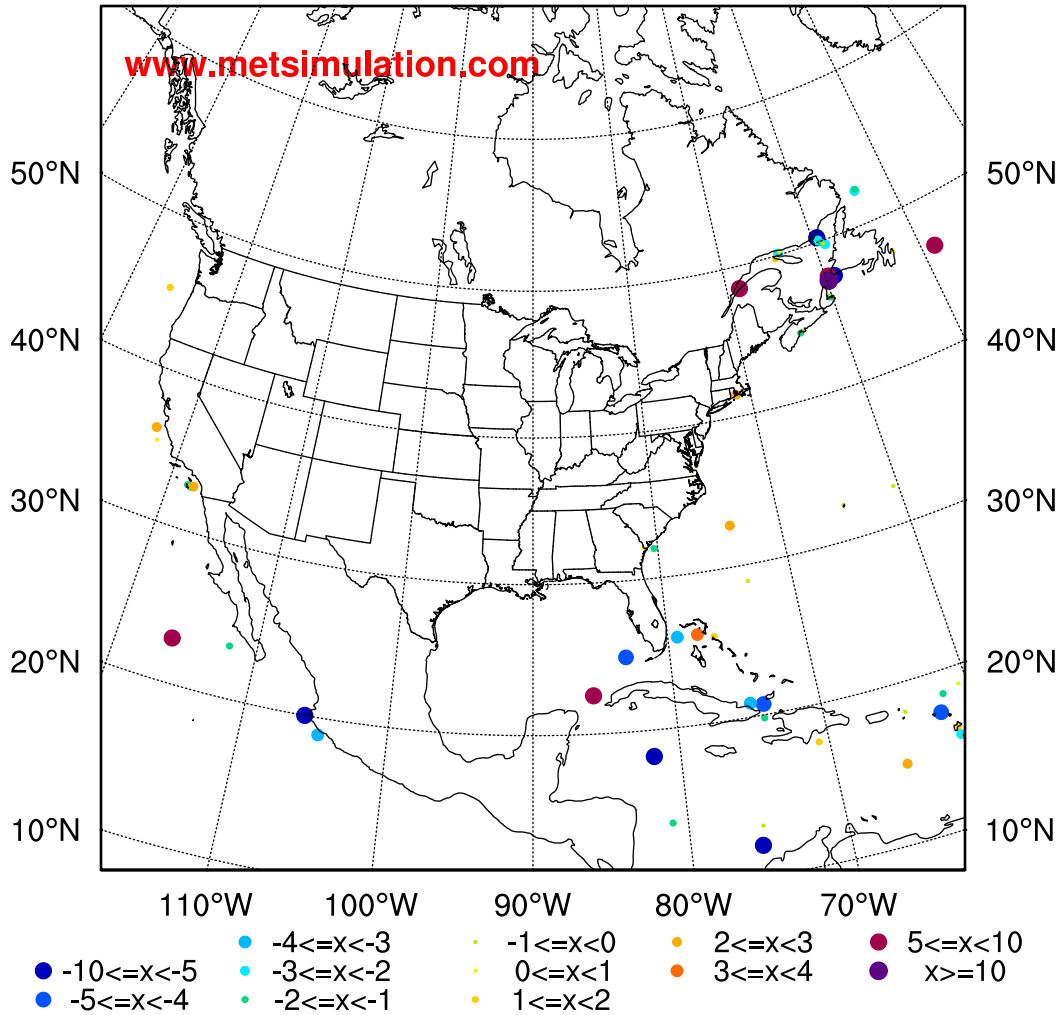 www.metsimulation.com
50°N 50°N
40°N 40°N
30°N 30°N
20°N 20°N
10°N 10°N
110°W 100°W 90°W 80°W 70°W
-4<=x<-3 -1<=x<0 2<=x<3 5<=x<10
-10<=x<-5 -3<=x<-2 0<=x<1 3<=x<4 x>=10
-5<=x<-4 -2<=x<-1 1<=x<2